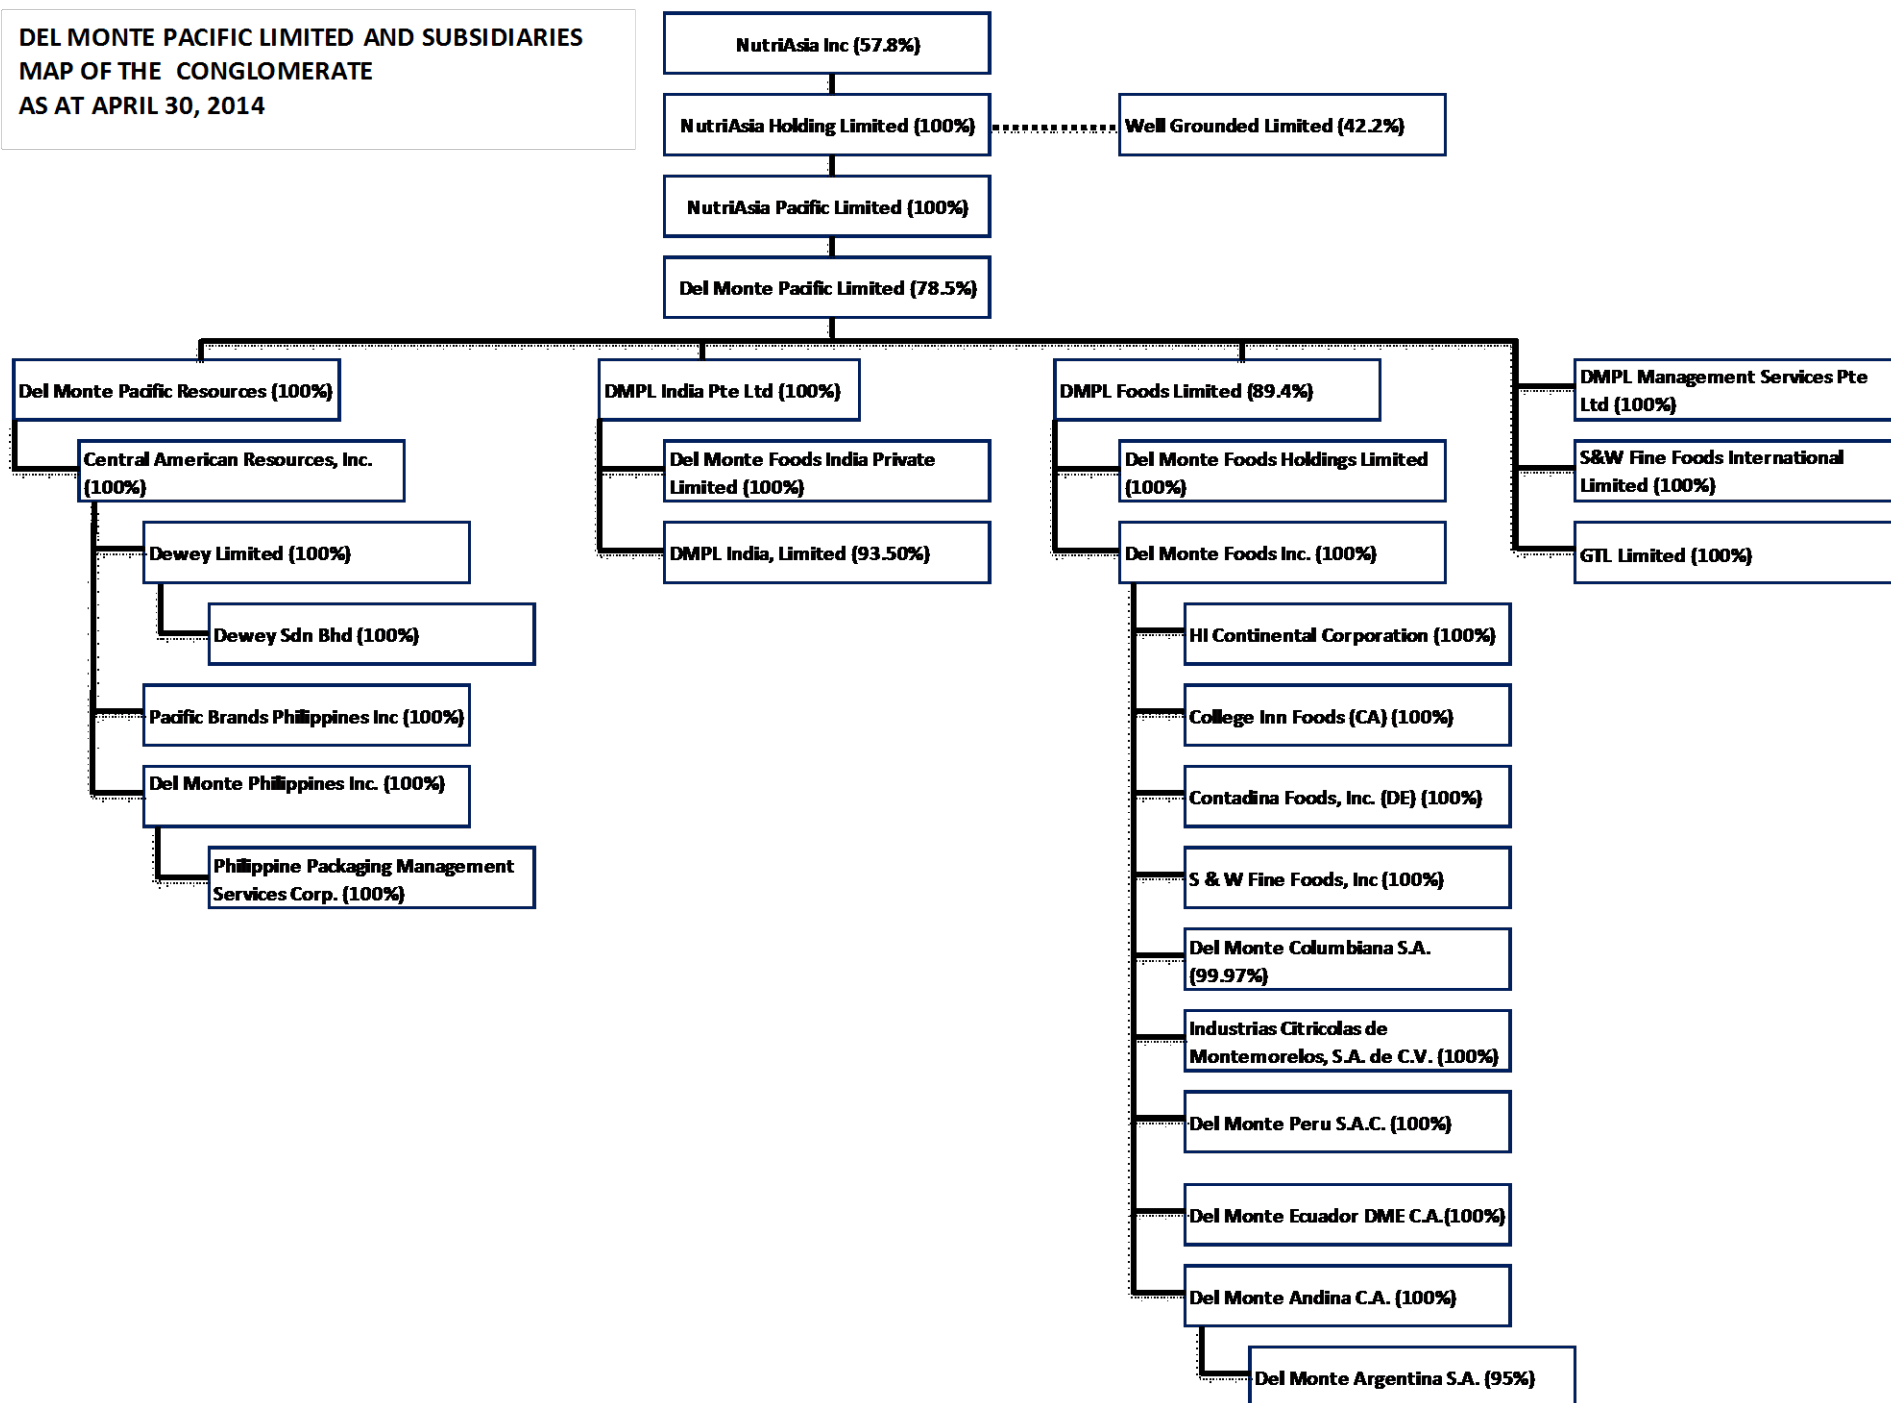 DEL MONTE PACIFIC LIMITED AND SUBSIDIARIES
MAP OF THE CONGLOMERATE
AS AT APRIL 30, 2014
NutriAsia Inc (57.8%)
NutriAsia Holding Limited (100%)
Well Grounded Limited (42.2%)
NutriAsia Pacific Limited (100%)
Del Monte Pacific Limited (78.5%)
Del Monte Pacific Resources (100%)
Central American Resources, Inc.
(100%)
Dewey Limited (100%)
Dewey Sdn Bhd (100%)
Pacific Brands Philippines Inc (100%)
Del Monte Philippines Inc. (100%)
Philippine Packaging Management
Services Corp. (100%)
DMPL India Pte Ltd (100%)
Del Monte Foods India Private
Limited (100%)
DMPL India, Limited (93.50%)
DMPL Foods Limited (89.4%)
Del Monte Foods Holdings Limited
(100%)
Del Monte Foods Inc. (100%)
HI Continental Corporation (100%)
College Inn Foods (CA) (100%)
Contadina Foods, Inc. (DE) (100%)
S & W Fine Foods, Inc (100%)
Del Monte Columbiana S.A.
(99.97%)
Industrias Citricolas de
Montemorelos, S.A. de C.V. (100%)
Del Monte Peru S.A.C. (100%)
Del Monte Ecuador DME C.A.(100%)
Del Monte Andina C.A. (100%)
Del Monte Argentina S.A. (95%)
DMPL Management Services Pte
Ltd (100%)
S&W Fine Foods International
Limited (100%)
GTL Limited (100%)